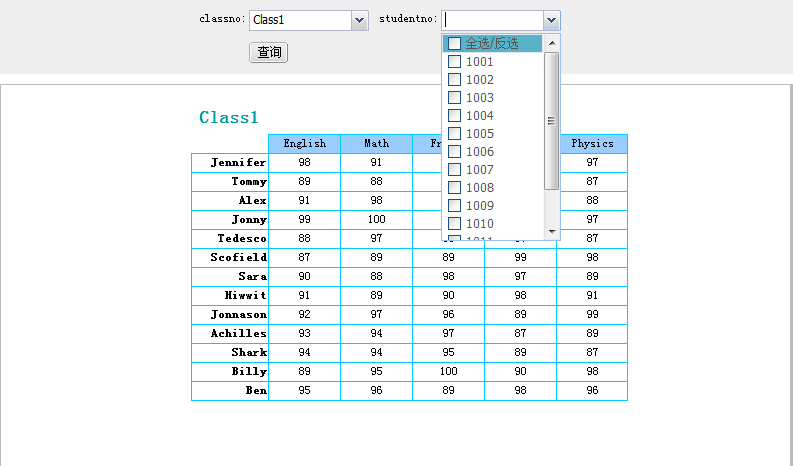 classno: Class1 studentno:
查询
全选/反选
1001
1002
1003
1004
1005
1006
1007
1008
1009
1010
1011
Class1
English Math Physics
Jennifer 98 91 97
Tommy 89 88 87
Alex 91 98 88
Jonny 99 100 97
Tedesco 88 97 87
Scofield 87 89 89 99 98
Sara 90 88 98 97 89
Hiwwit 91 89 90 98 91
Jonnason 92 97 96 89 99
Achilles 93 94 97 87 89
Shark 94 94 95 89 87
Billy 89 95 100 90 98
Ben 95 96 89 98 96